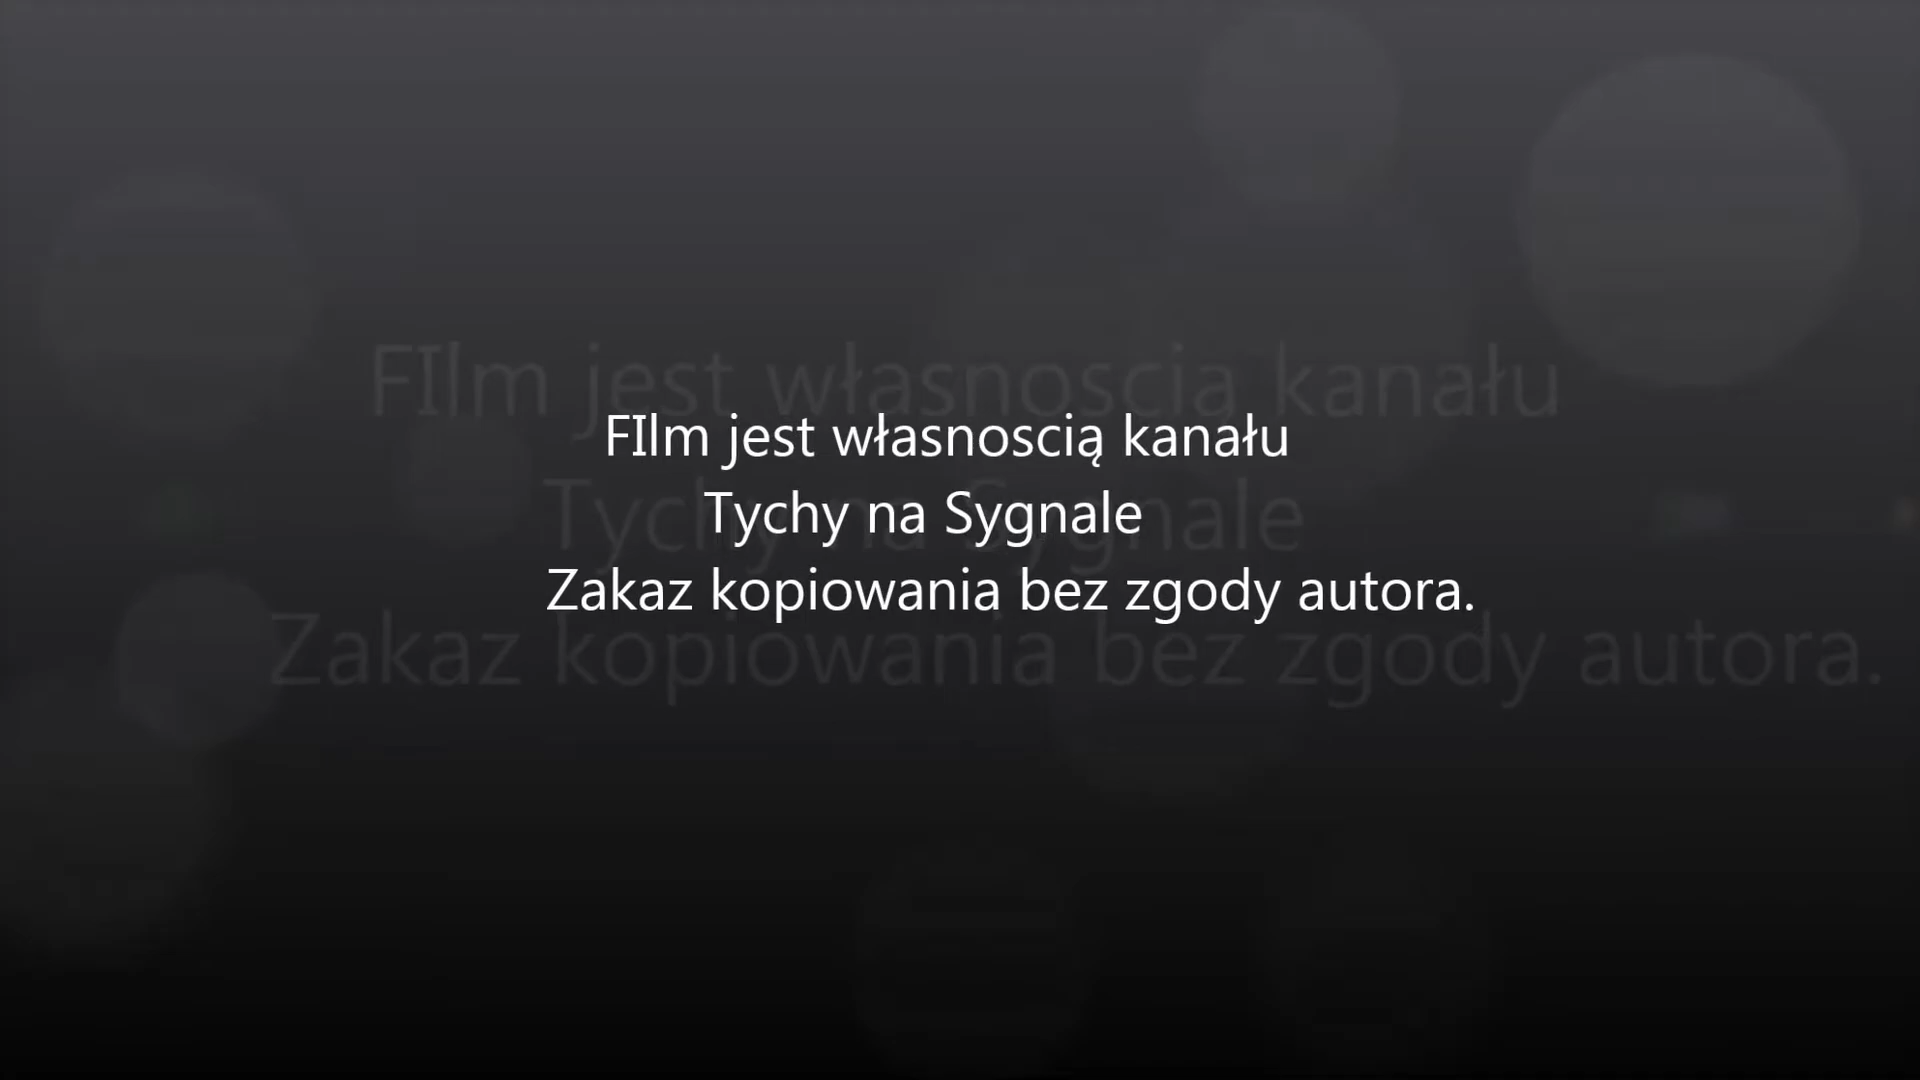 FIlm jest własnoscią kanału
Tychy na Sygnale
Zakaz kopiowania bez zgody autora.